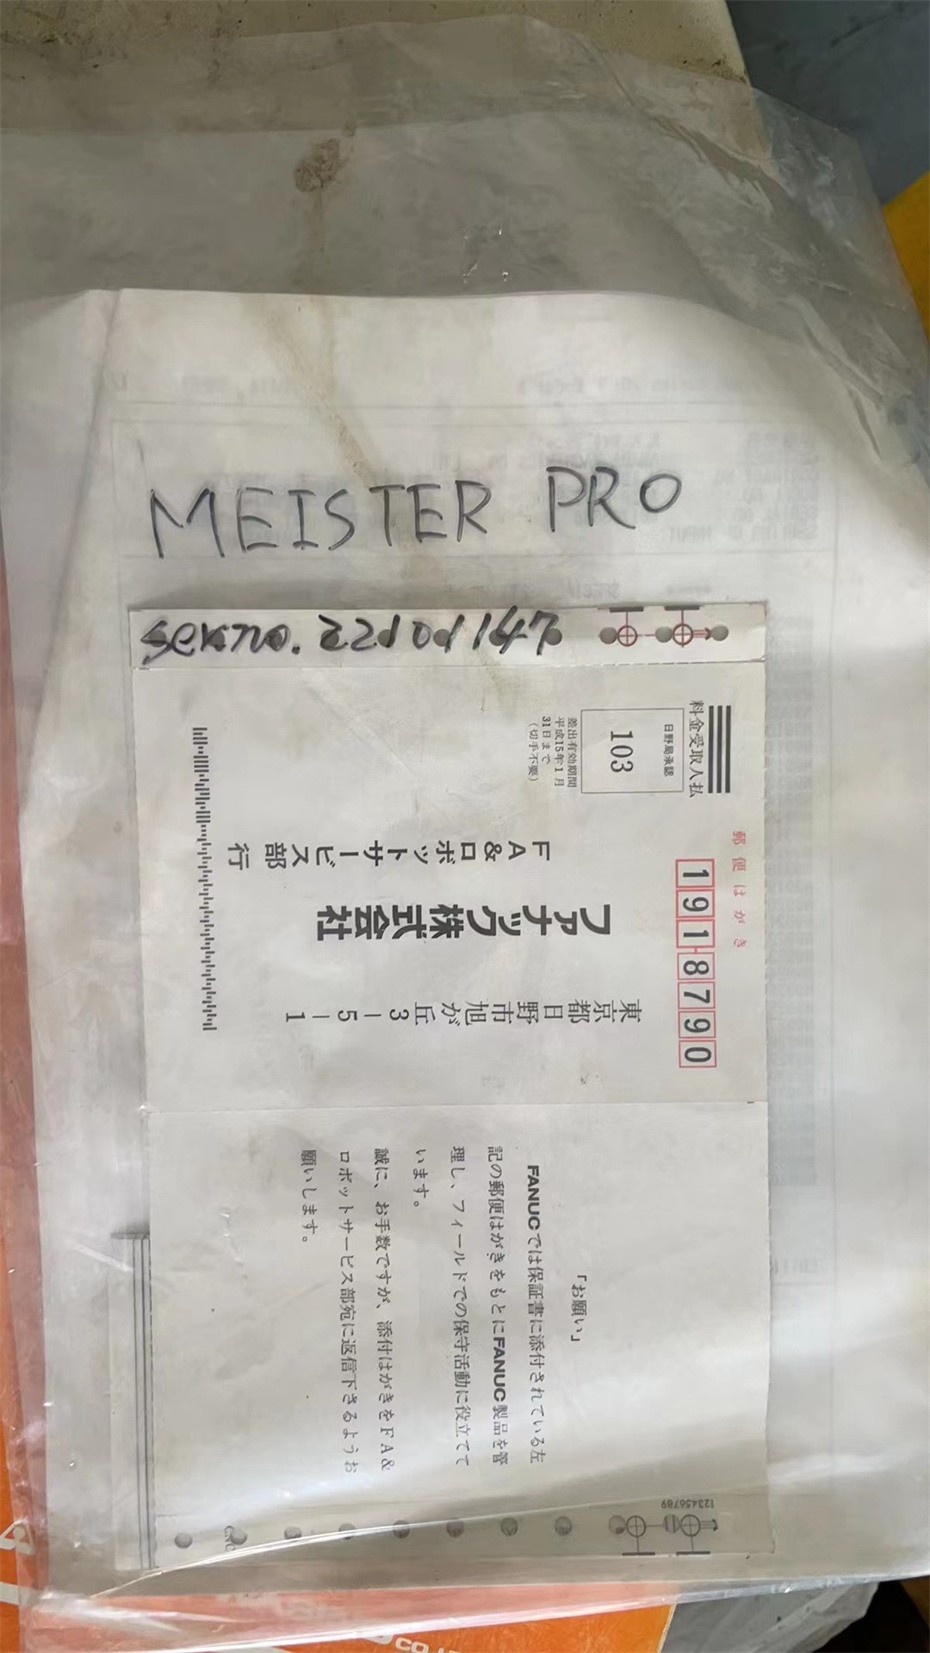 MEISTER PRO
SERNO. 22101147
料金受取人払
日野局承認
103
差出有効期間
平成15年1月
31日まで
(切手不要)
郵便はがき
1918790
東京都日野市旭が丘3-5-1
ファナック株式会社
FA&ロボットサービス部 行
「お願い」
FANUCでは保証書に添付されている左
記の郵便はがきをもとにFANUC製品を管
理し、フィールドでの保守活動に役立てて
います。
誠に、お手数ですが、添付はがきをFA&
ロボットサービス部宛に返信下さるようお
願いします。
123456789